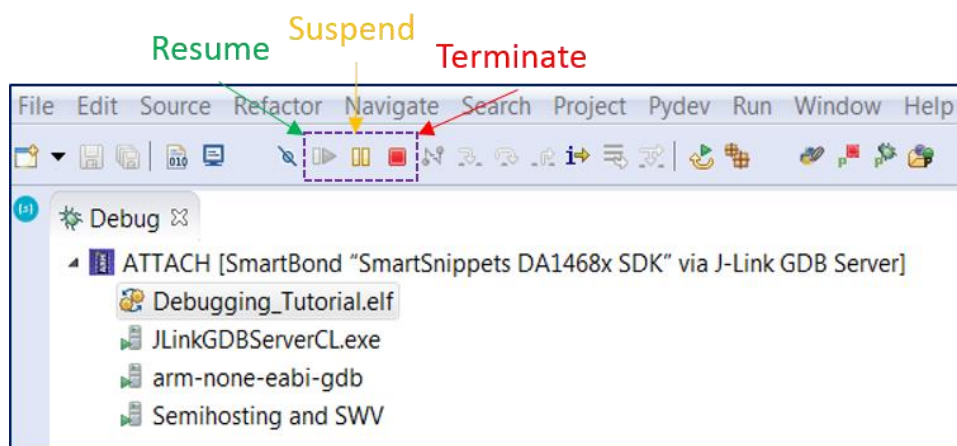 Suspend
Resume
Terminate
File Edit Source Refactor Navigate Search Project Pydev Run Window Help
010
{s}
Debug
ATTACH [SmartBond “SmartSnippets DA1468x SDK” via J-Link GDB Server]
Debugging_Tutorial.elf
JLinkGDBServerCL.exe
arm-none-eabi-gdb
Semihosting and SWV